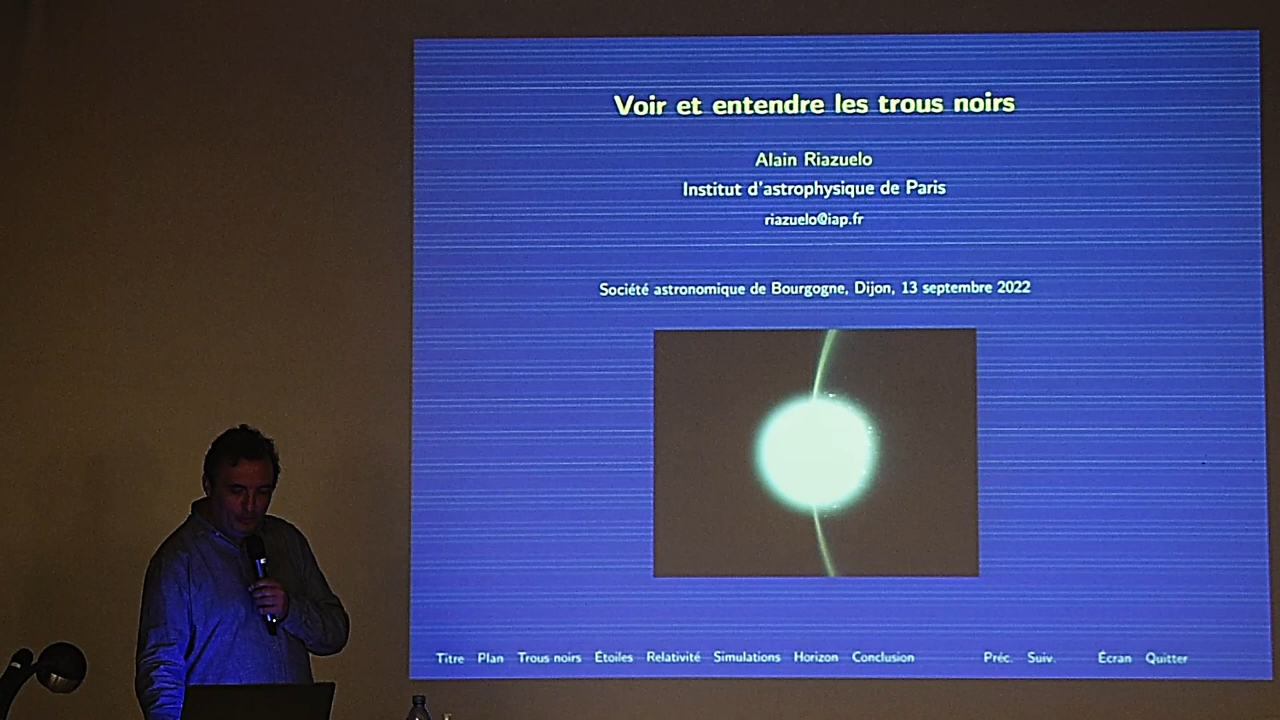 Voir et entendre les trous noirs
Alain Riazuelo
Institut d'astrophysique de Paris
riazuelo@iap.fr
Société astronomique de Bourgogne, Dijon, 13 septembre 2022
Titre Plan Trous noirs Étoiles Relativité Simulations Horizon Conclusion Préc. Suiv. Écran Quitter